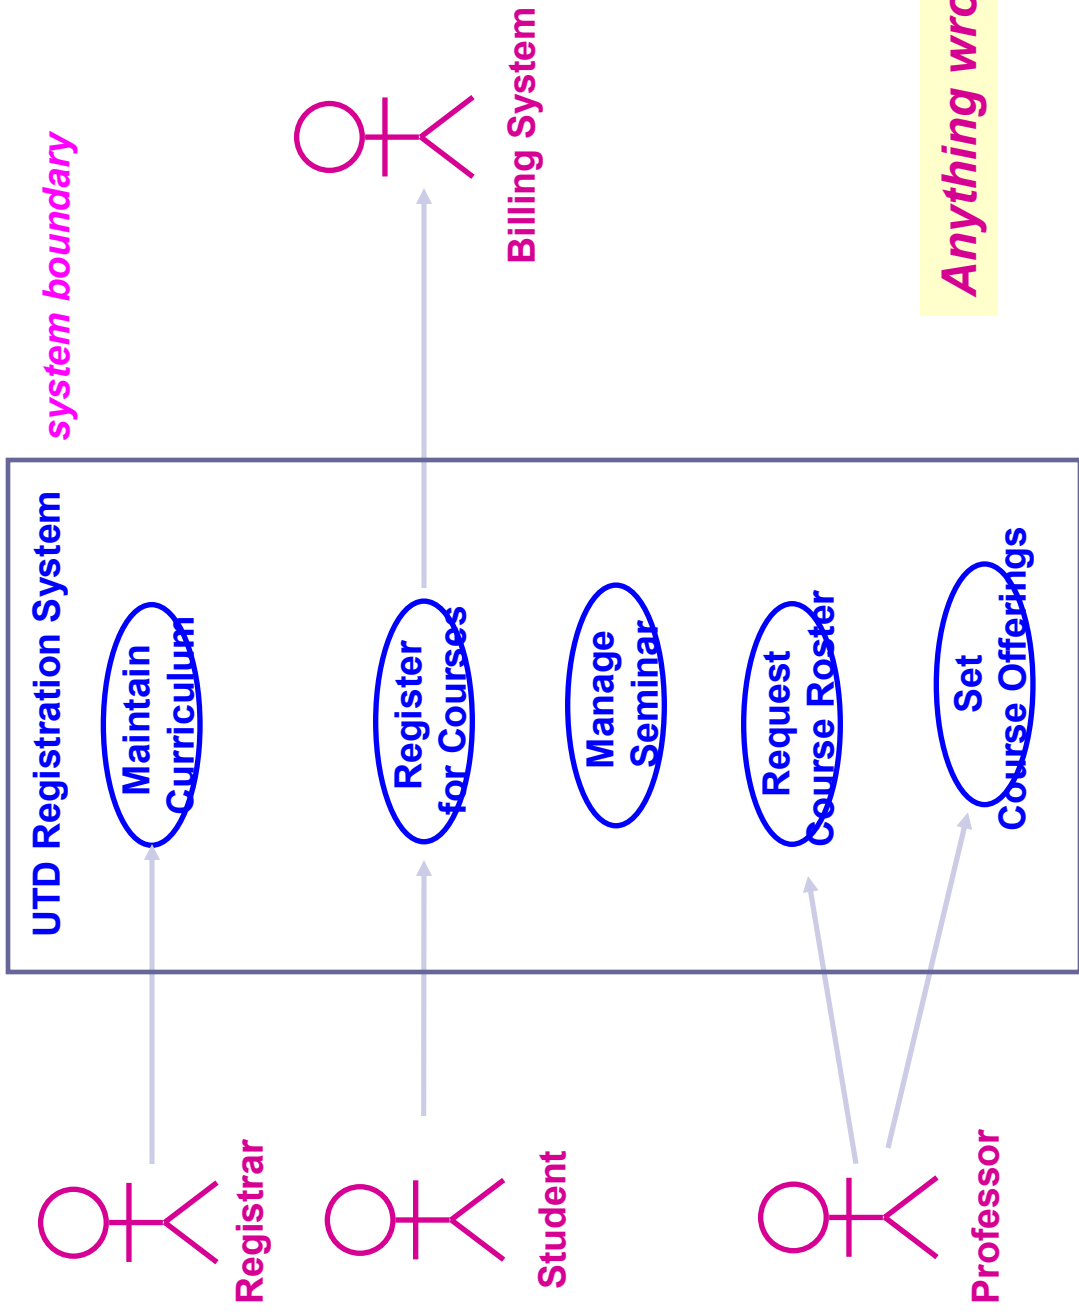 system boundary
UTD Registration System
Maintain
Curriculum
Registrar
Register
for Courses
Student
Billing System
Manage
Seminar
Request
Course Roster
Set
Course Offerings
Professor
Anything